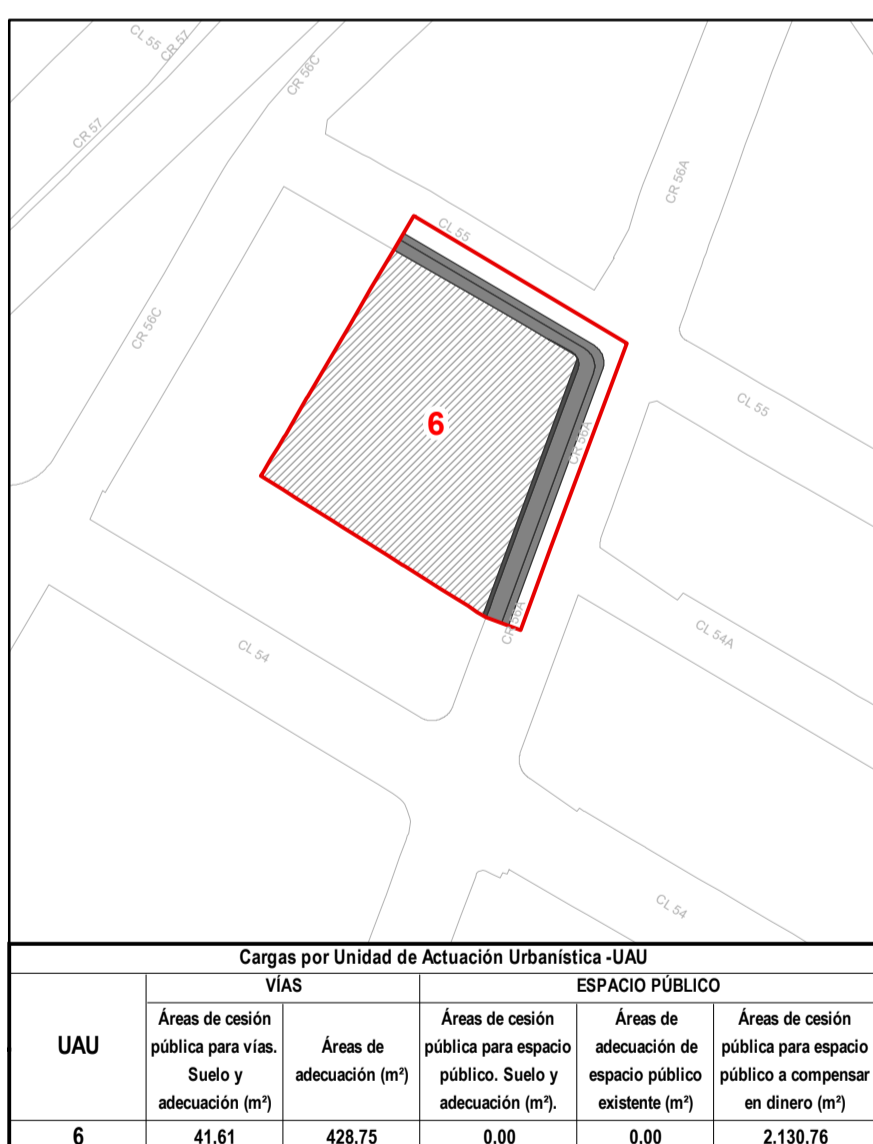 CL 55
CR 57
CR 56C
CR 57
CR 56A
CL 55
CR 56C
CL 55
6
CR 56A
CR 56A
CL 54A
CL 54
CL 54
Cargas por Unidad de Actuación Urbanística -UAU
VÍAS
ESPACIO PÚBLICO
UAU
Áreas de cesión
pública para vías.
Suelo y
adecuación (m²)
Áreas de
adecuación (m²)
Áreas de cesión
pública para espacio
público. Suelo y
adecuación (m²).
Áreas de
adecuación de
espacio público
existente (m²)
Áreas de cesión
pública para espacio
público a compensar
en dinero (m²)
6
41.61
428.75
0.00
0.00
2.130.76